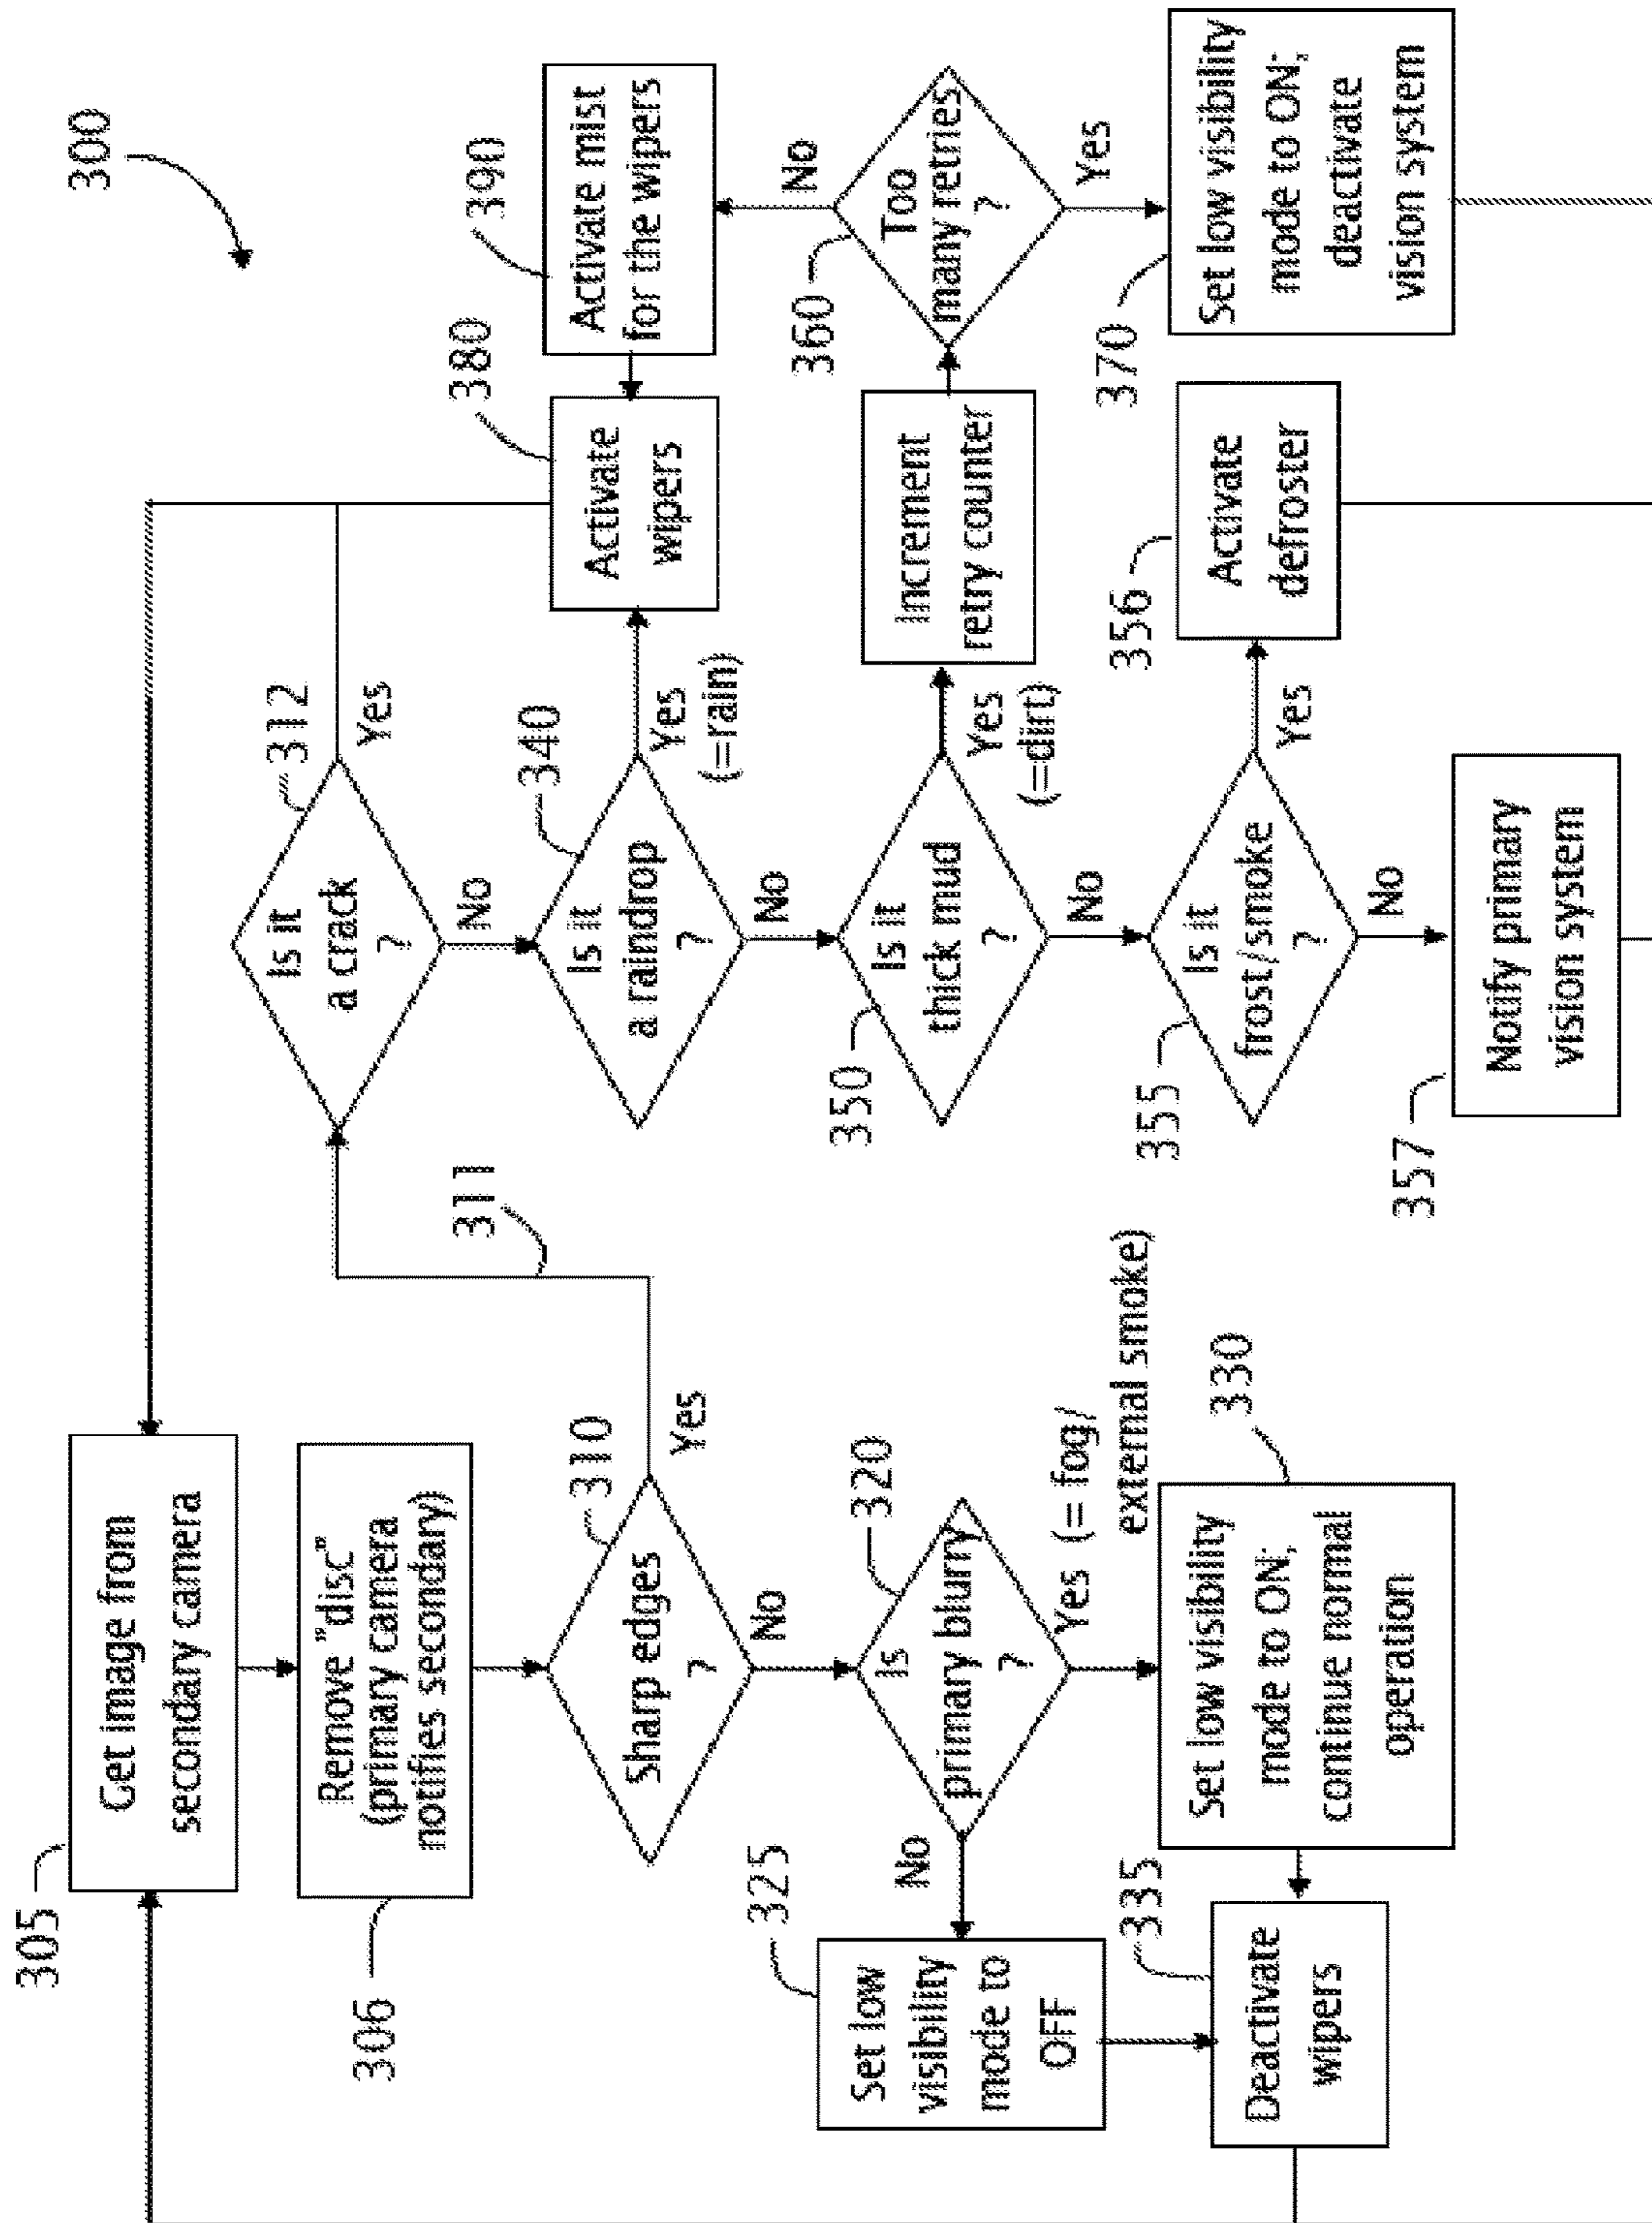 300
305
Get image from
secondary camera
306
Remove "disc"
(primary camera
notifies secondary)
310
Sharp edges
?
Yes
No
311
312
Is it
a crack
?
Yes
No
320
Is
primary blurry
?
No
Yes
(= fog/
external smoke)
325
Set low
visibility
mode to
OFF
330
Set low visibility
mode to ON;
continue normal
operation
335
Deactivate
wipers
340
Is it
a raindrop
?
Yes
(=rain)
No
380
Activate
wipers
390
Activate mist
for the wipers
350
Is it
thick mud
?
Yes
(=dirt)
No
Increment
retry counter
360
Too
many retries
?
No
Yes
370
Set low visibility
mode to ON;
deactivate
vision system
355
Is it
frost/smoke
?
Yes
No
356
Activate
defroster
357
Notify primary
vision system